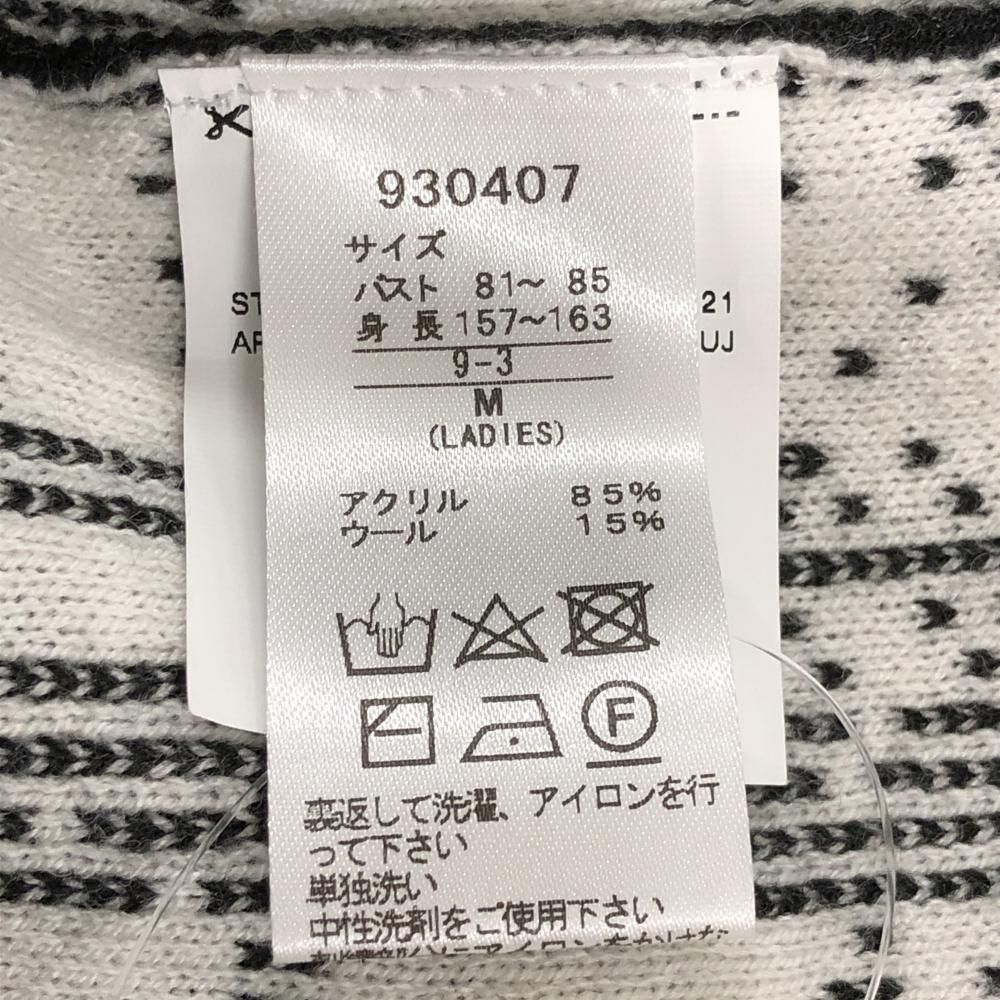 930407
サイズ
バスト 81～ 85
身 長 157～163
9-3
M
(LADIES)
アクリル 85%
ウール 15%
F
裏返して洗濯、アイロンを行
って下さい
単独洗い
中性洗剤をご使用下さい
ST
AF
21
UJ